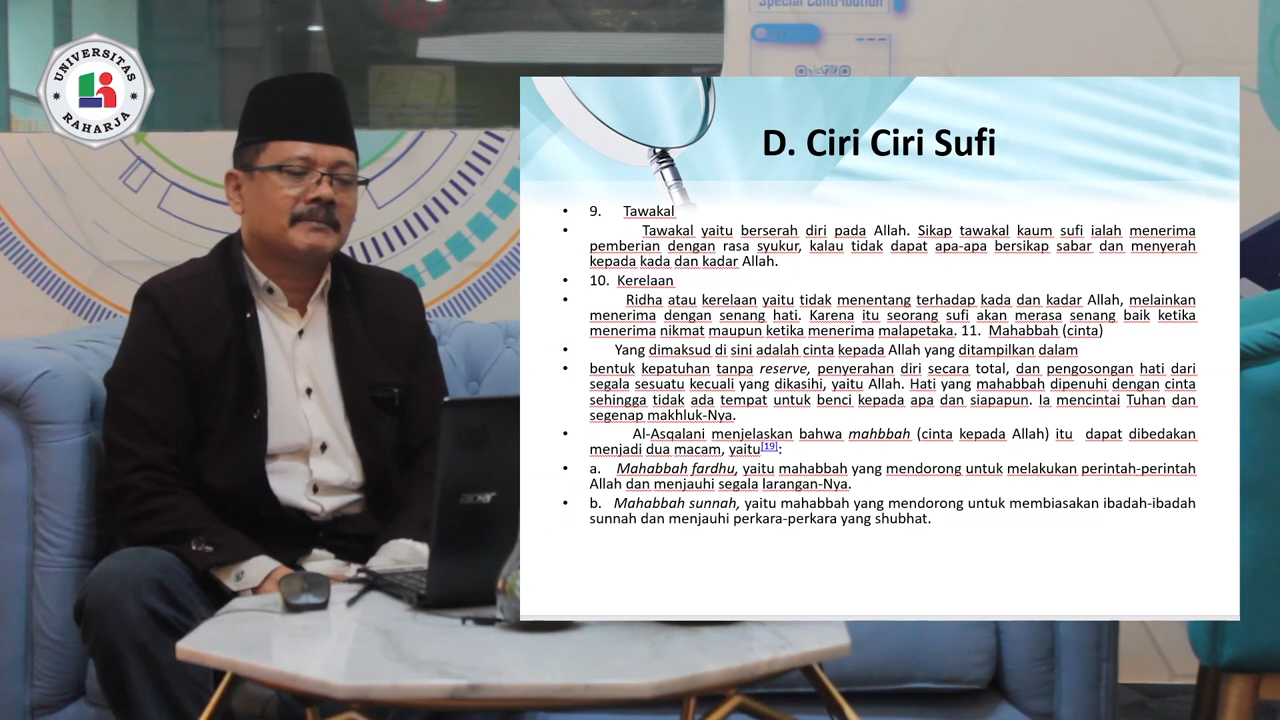 Special Contribution
UNIVERSITAS
RAHARJA
D. Ciri Ciri Sufi
• 9. Tawakal
• Tawakal yaitu berserah diri pada Allah. Sikap tawakal kaum sufi ialah menerima
pemberian dengan rasa syukur, kalau tidak dapat apa-apa bersikap sabar dan menyerah
kepada kada dan kadar Allah.
• 10. Kerelaan
• Ridha atau kerelaan yaitu tidak menentang terhadap kada dan kadar Allah, melainkan
menerima dengan senang hati. Karena itu seorang sufi akan merasa senang baik ketika
menerima nikmat maupun ketika menerima malapetaka. 11. Mahabbah (cinta)
• Yang dimaksud di sini adalah cinta kepada Allah yang ditampilkan dalam
• bentuk kepatuhan tanpa reserve, penyerahan diri secara total, dan pengosongan hati dari
segala sesuatu kecuali yang dikasihi, yaitu Allah. Hati yang mahabbah dipenuhi dengan cinta
sehingga tidak ada tempat untuk benci kepada apa dan siapapun. Ia mencintai Tuhan dan
segenap makhluk-Nya.
• Al-Asqalani menjelaskan bahwa mahbbah (cinta kepada Allah) itu dapat dibedakan
menjadi dua macam, yaitu[19]:
• a. Mahabbah fardhu, yaitu mahabbah yang mendorong untuk melakukan perintah-perintah
Allah dan menjauhi segala larangan-Nya.
• b. Mahabbah sunnah, yaitu mahabbah yang mendorong untuk membiasakan ibadah-ibadah
sunnah dan menjauhi perkara-perkara yang shubhat.
acer